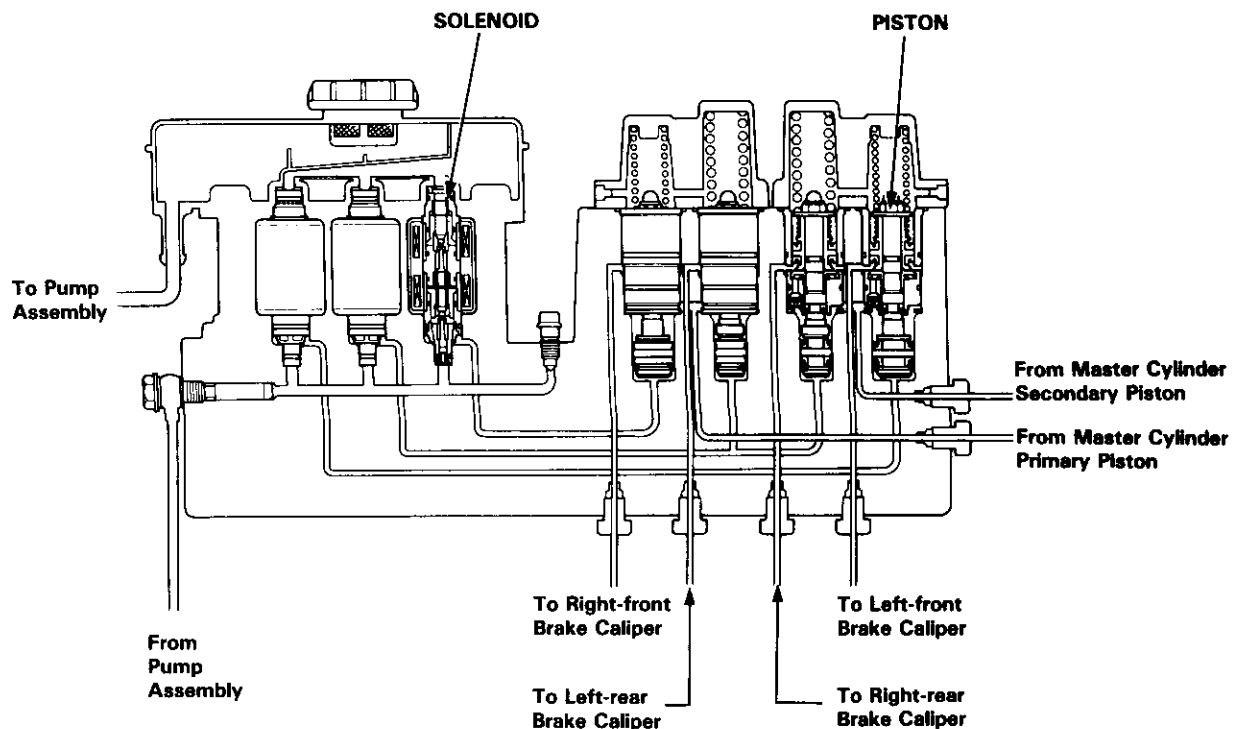 SOLENOID
PISTON
To Pump
Assembly
From Master Cylinder
Secondary Piston
From Master Cylinder
Primary Piston
To Right-front
Brake Caliper
To Left-front
Brake Caliper
From
Pump
Assembly
To Left-rear
Brake Caliper
To Right-rear
Brake Caliper